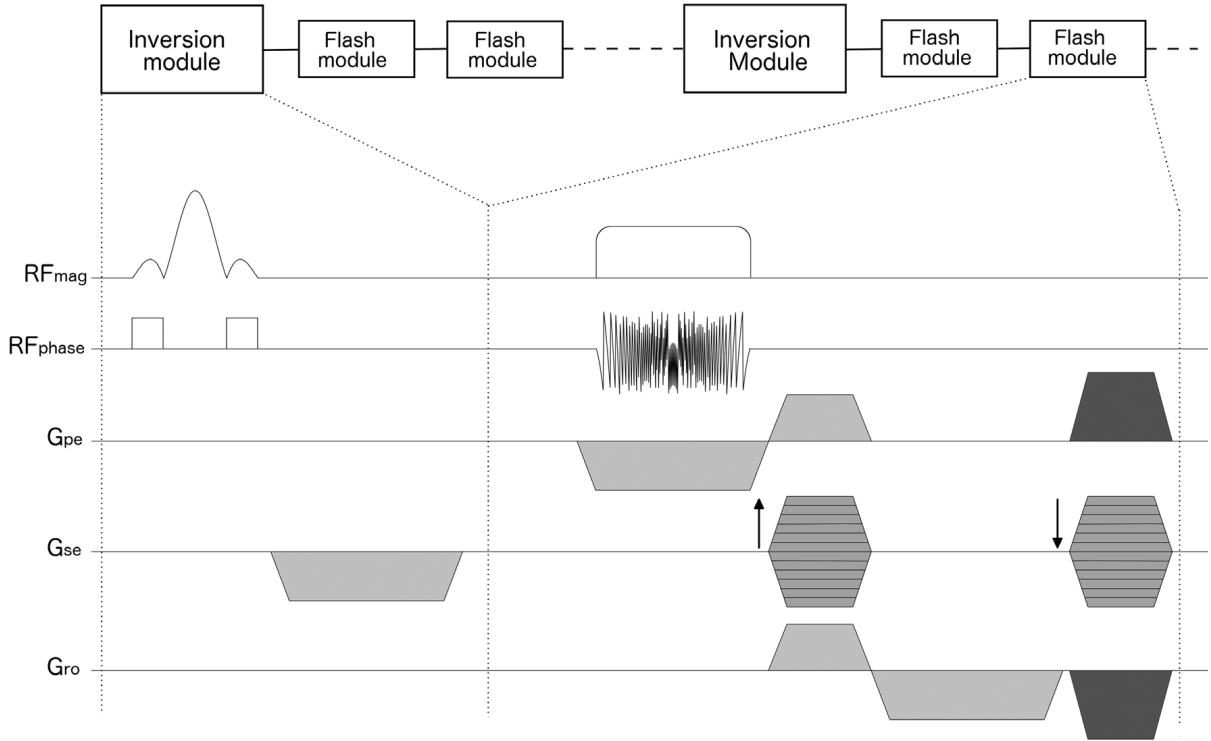 Inversion
module
Flash
module
Flash
module
Inversion
Module
Flash
module
Flash
module
RFmag
RFphase
Gpe
Gse
Gro